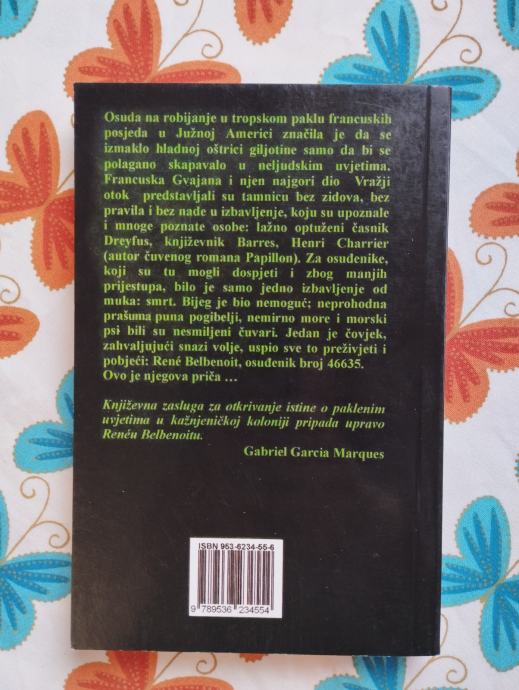 Osuda na robijanje u tropskom paklu francuskih
posjeda u Južnoj Americi značila je da se
izmaklo hladnoj oštrici giljotine samo da bi se
polagano skapavalo u neljudskim uvjetima.
Francuska Gvajana i njen najgori dio Vražji
otok predstavljali su tamnicu bez zidova, bez
pravila i bez nade u izbavljenje, koju su upoznale
i mnoge poznate osobe: lažno optuženi časnik
Dreyfus, književnik Barres, Henri Charrier
(autor čuvenog romana Papillon). Za osuđenike,
koji su tu mogli dospjeti i zbog manjih
prijestupa, bilo je samo jedno izbavljenje od
muka: smrt. Bijeg je bio nemoguć; neprohodna
prašuma puna pogibelji, nemirno more i morski
psi bili su nesmiljeni čuvari. Jedan je čovjek,
zahvaljujući snazi volje, uspio sve to preživjeti i
pobjeći: René Belbenoit, osuđenik broj 46635.
Ovo je njegova priča ...
Književna zasluga za otkrivanje istine o paklenim
uvjetima u kažnjeničkoj koloniji pripada upravo
Renéu Belbenoitu.
Gabriel Garcia Marques
ISBN 953-6234-55-6
9 789536 234554